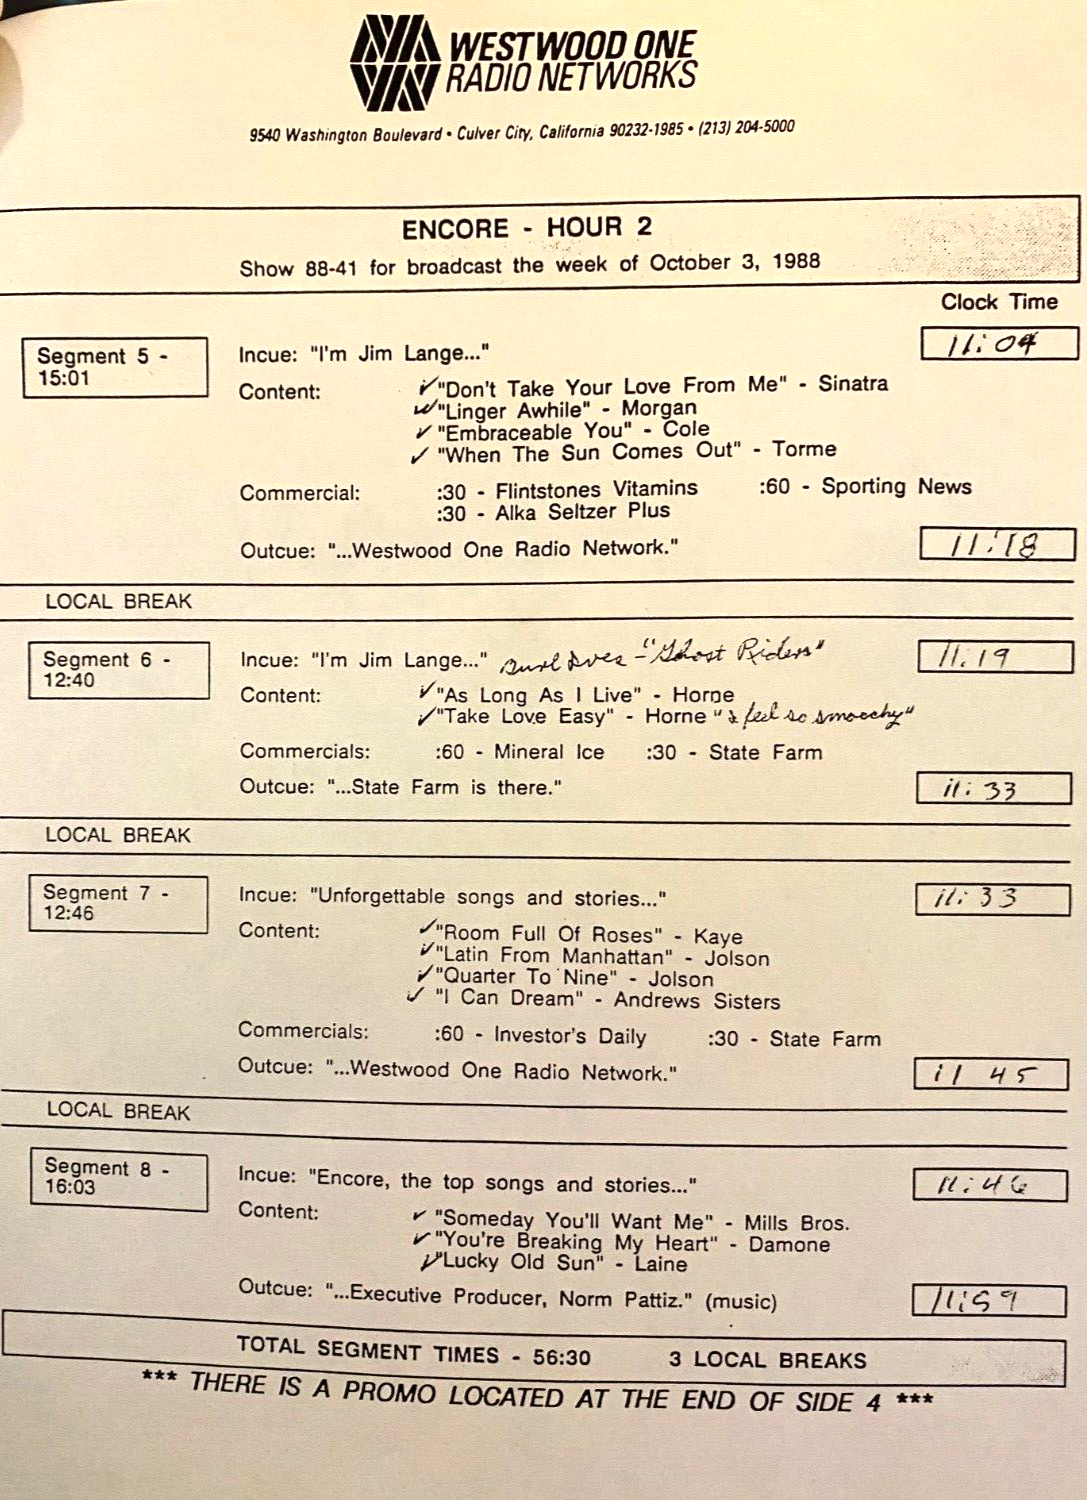 WESTWOOD ONE
RADIO NETWORKS
9540 Washington Boulevard • Culver City, California 90232-1985 • (213) 204-5000
ENCORE - HOUR 2
Show 88-41 for broadcast the week of October 3, 1988
Clock Time
Segment 5 -
15:01
Incue: "I'm Jim Lange..."
11:04
Content: ✓"Don't Take Your Love From Me" - Sinatra
✓"Linger Awhile" - Morgan
✓"Embraceable You" - Cole
✓"When The Sun Comes Out" - Torme
Commercial: :30 - Flintstones Vitamins :60 - Sporting News
:30 - Alka Seltzer Plus
Outcue: "...Westwood One Radio Network."
11:18
LOCAL BREAK
Segment 6 -
12:40
Incue: "I'm Jim Lange..." Burl Ives - "Ghost Riders"
11:19
Content: ✓"As Long As I Live" - Horne
✓"Take Love Easy" - Horne "I feel so smoochy"
Commercials: :60 - Mineral Ice :30 - State Farm
Outcue: "...State Farm is there."
11:33
LOCAL BREAK
Segment 7 -
12:46
Incue: "Unforgettable songs and stories..."
11:33
Content: ✓"Room Full Of Roses" - Kaye
✓"Latin From Manhattan" - Jolson
✓"Quarter To Nine" - Jolson
✓"I Can Dream" - Andrews Sisters
Commercials: :60 - Investor's Daily :30 - State Farm
Outcue: "...Westwood One Radio Network."
11 45
LOCAL BREAK
Segment 8 -
16:03
Incue: "Encore, the top songs and stories..."
11:46
Content: ✓"Someday You'll Want Me" - Mills Bros.
✓"You're Breaking My Heart" - Damone
✓"Lucky Old Sun" - Laine
Outcue: "...Executive Producer, Norm Pattiz." (music)
11:59
TOTAL SEGMENT TIMES - 56:30 3 LOCAL BREAKS
*** THERE IS A PROMO LOCATED AT THE END OF SIDE 4 ***